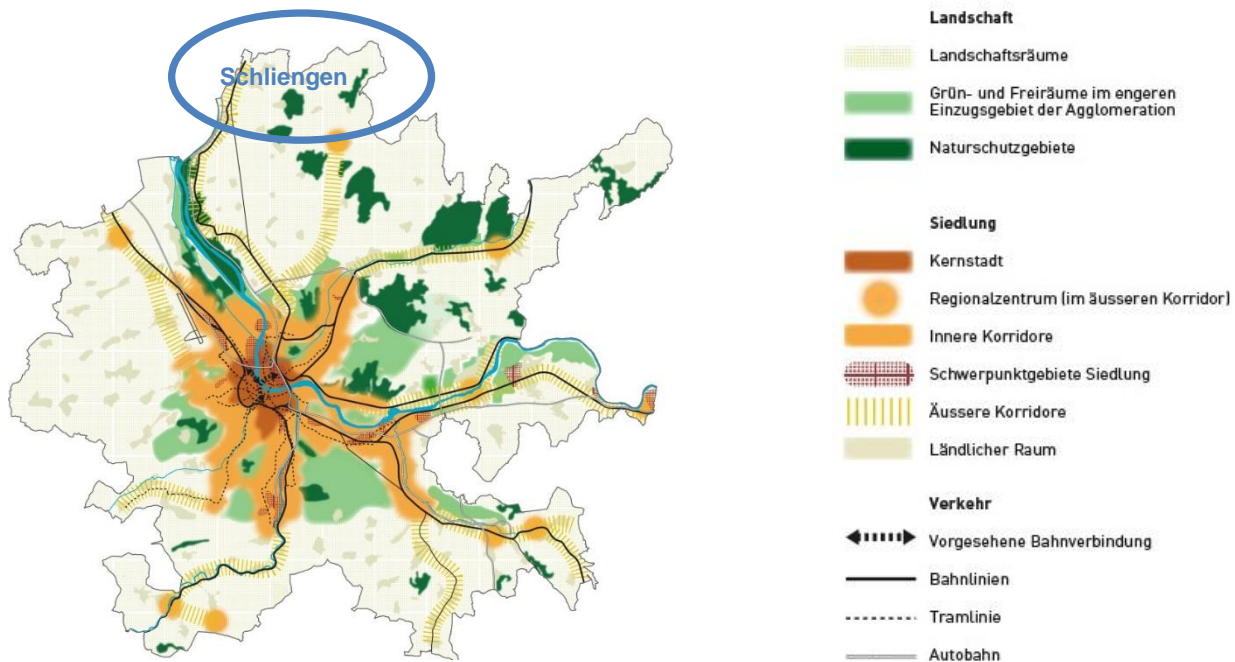 Schliengen
Landschaft
Landschaftsräume
Grün- und Freiräume im engeren
Einzugsgebiet der Agglomeration
Naturschutzgebiete
Siedlung
Kernstadt
Regionalzentrum (im äusseren Korridor)
Innere Korridore
Schwerpunktgebiete Siedlung
Äussere Korridore
Ländlicher Raum
Verkehr
Vorgesehene Bahnverbindung
Bahnlinien
Tramlinie
Autobahn